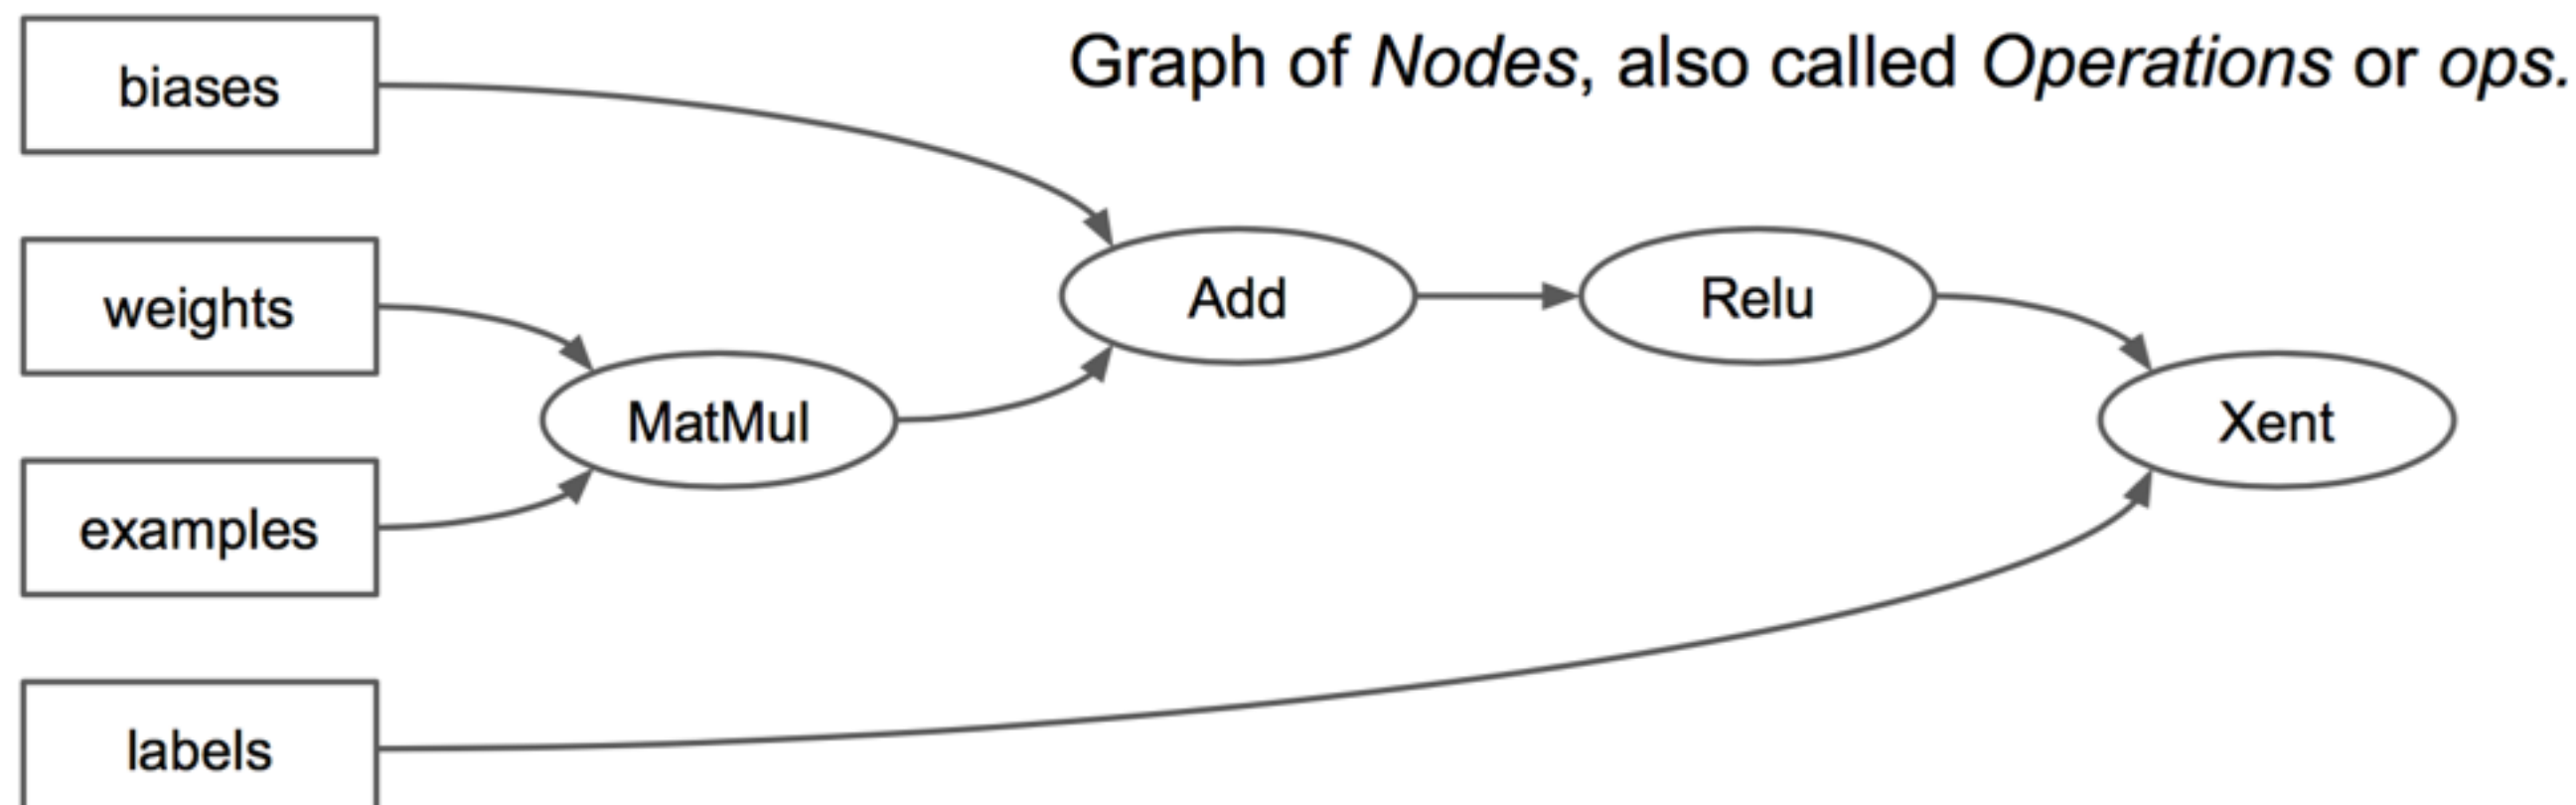 Graph of Nodes, also called Operations or ops.
biases
weights
examples
labels
MatMul
Add
Relu
Xent